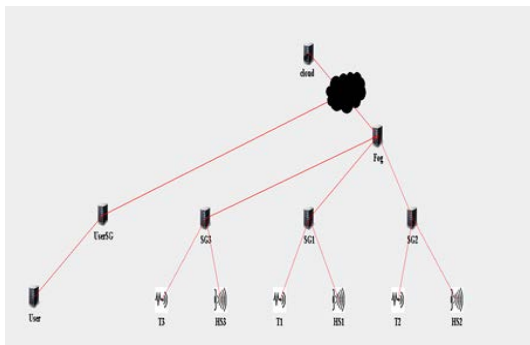 cloud
Fog
UserSG
SG3
SG1
SG2
User
T3
HS3
T1
HS1
T2
HS2